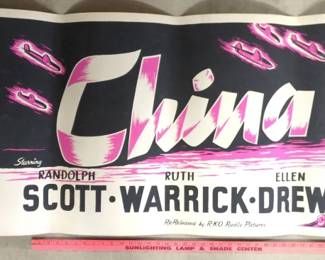 China
Starring
RANDOLPH RUTH ELLEN
SCOTT · WARRICK · DREW
Re-Released by RKO Radio Pictures
SUNLIGHTING LAMP & SHADE CENTER